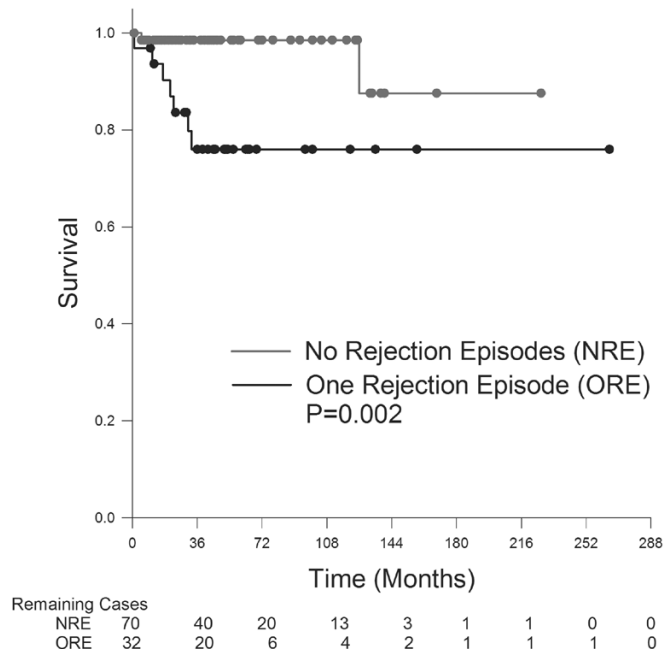 1.0
0.8
0.6
0.4
0.2
0.0
Survival
No Rejection Episodes (NRE)
One Rejection Episode (ORE)
P=0.002
0 36 72 108 144 180 216 252 288
Time (Months)
Remaining Cases
NRE 70 40 20 13 3 1 1 0 0
ORE 32 20 6 4 2 1 1 1 0